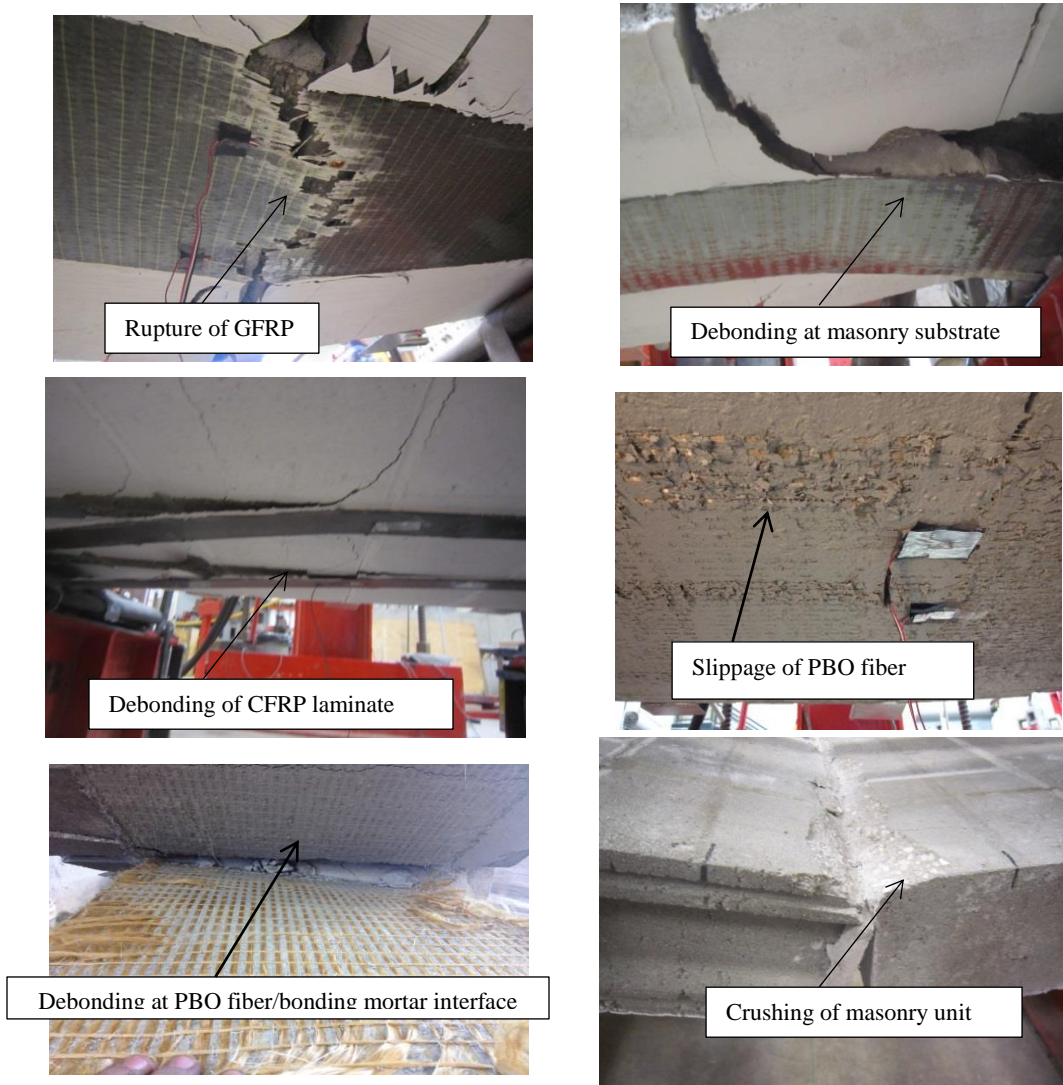 Rupture of GFRP
Debonding at masonry substrate
Debonding of CFRP laminate
Slippage of PBO fiber
Debonding at PBO fiber/bonding mortar interface
Crushing of masonry unit